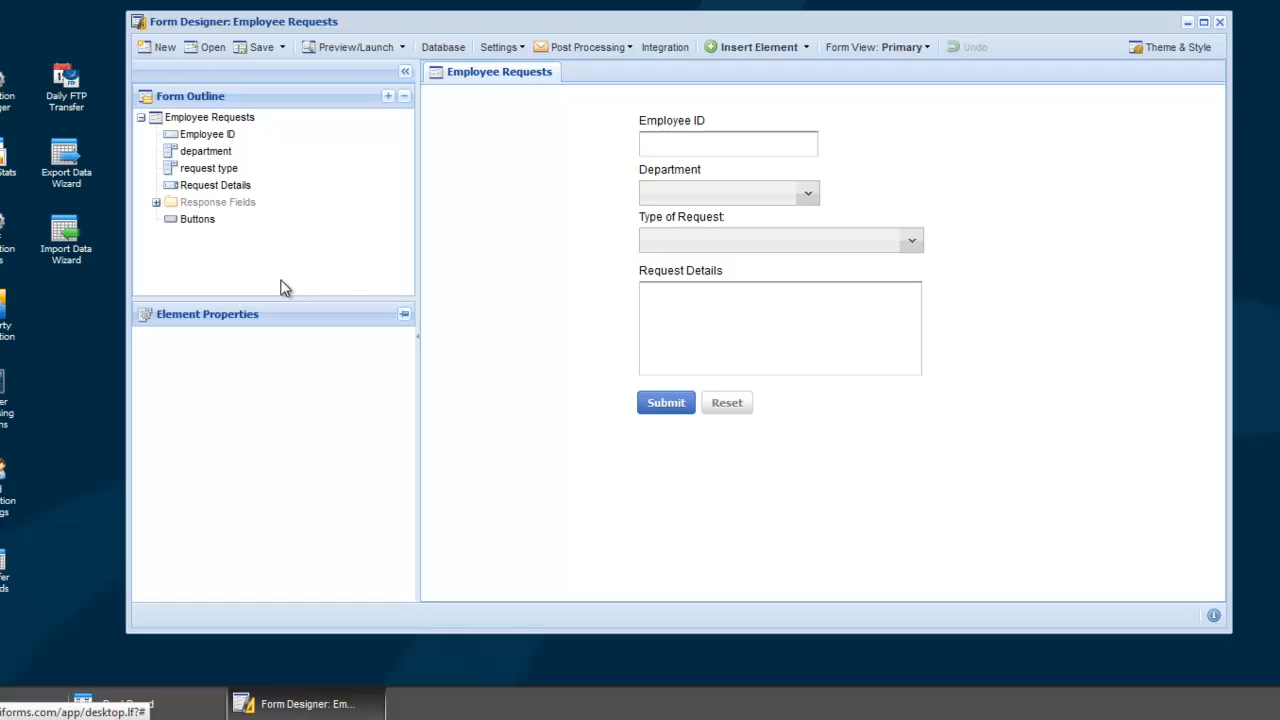 Form Designer: Employee Requests
New Open Save Preview/Launch Database Settings Post Processing Integration Insert Element Form View: Primary Undo Theme & Style
Form Outline
Employee Requests
Employee ID
department
request type
Request Details
Response Fields
Buttons
Element Properties
Employee Requests
Employee ID
Department
Type of Request:
Request Details
Submit Reset
Daily FTP
Transfer
Export Data
Wizard
Import Data
Wizard
Form Designer: Em...
iforms.com/app/desktop.lf?#